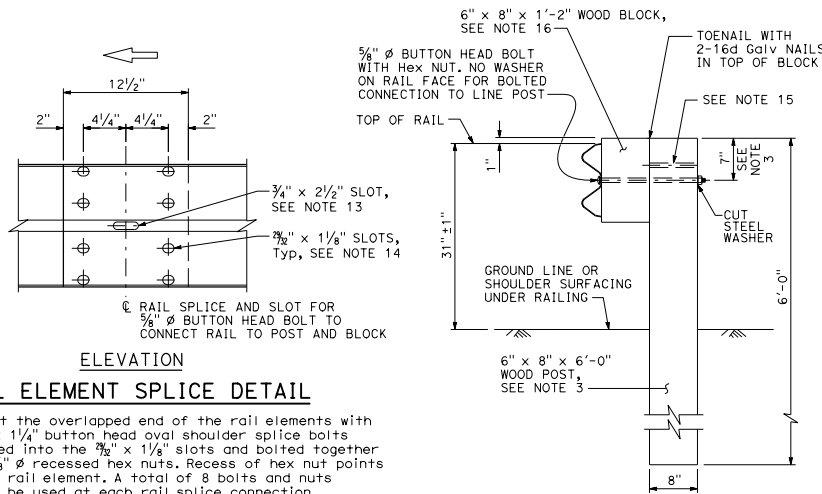 12½"
2"
4¼"
4¼"
2"
¾" x 2½" SLOT,
SEE NOTE 13
29/32" x 1⅛" SLOTS,
Typ, SEE NOTE 14
℄ RAIL SPLICE AND SLOT FOR
⅝" Ø BUTTON HEAD BOLT TO
CONNECT RAIL TO POST AND BLOCK
ELEVATION
ELEMENT SPLICE DETAIL
the overlapped end of the rail elements with
1¼" button head oval shoulder splice bolts
into the 29/32" x 1⅛" slots and bolted together
Ø recessed hex nuts. Recess of hex nut points
rail element. A total of 8 bolts and nuts
be used at each rail splice connection
6" x 8" x 1'-2" WOOD BLOCK,
SEE NOTE 16
⅝" Ø BUTTON HEAD BOLT
WITH Hex NUT. NO WASHER
ON RAIL FACE FOR BOLTED
CONNECTION TO LINE POST
TOP OF RAIL
TOENAIL WITH
2-16d Galv NAILS
IN TOP OF BLOCK
SEE NOTE 15
1"
7"
SEE
NOTE
3
CUT
STEEL
WASHER
31"±1"
GROUND LINE OR
SHOULDER SURFACING
UNDER RAILING
6'-0"
6" x 8" x 6'-0"
WOOD POST,
SEE NOTE 3
8"